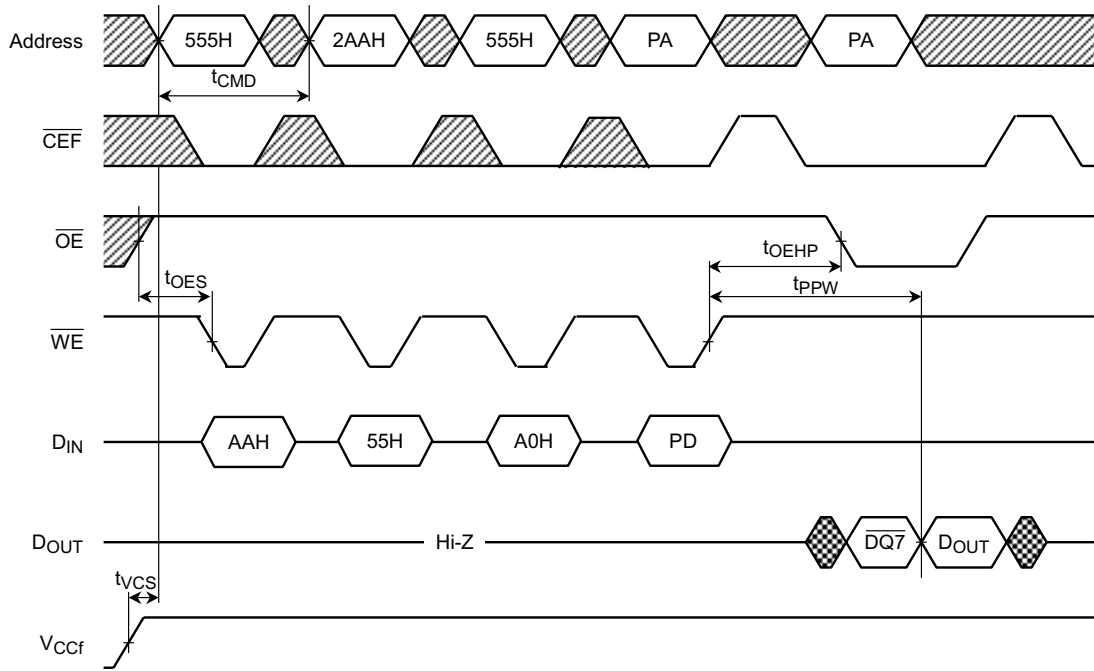 Address 555H 2AAH 555H PA PA
tCMD
CEF
OE
tOEHP
tOES
tPPW
WE
DIN AAH 55H A0H PD
DOUT Hi-Z DQ7 DOUT
tVCS
VCCf